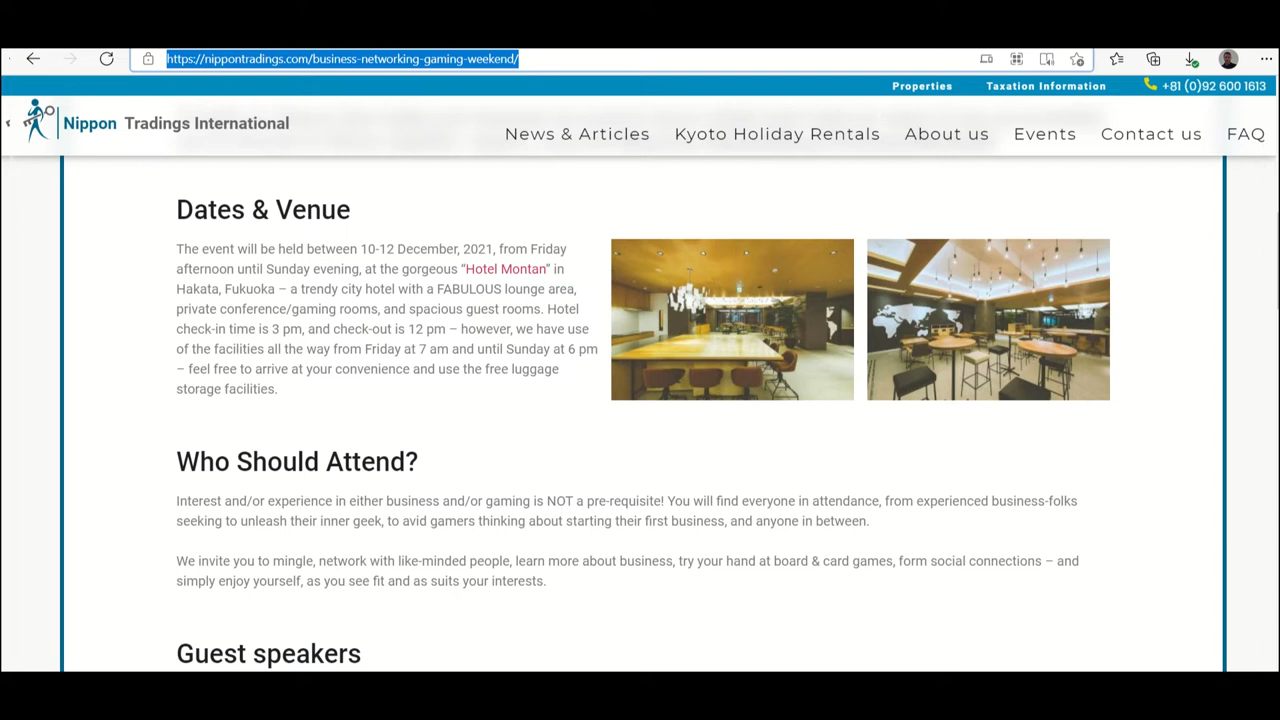 https://nippontradings.com/business-networking-gaming-weekend/
Properties Taxation Information +81 (0)92 600 1613
Nippon Tradings International
News & Articles Kyoto Holiday Rentals About us Events Contact us FAQ
Dates & Venue
The event will be held between 10-12 December, 2021, from Friday
afternoon until Sunday evening, at the gorgeous “Hotel Montan” in
Hakata, Fukuoka – a trendy city hotel with a FABULOUS lounge area,
private conference/gaming rooms, and spacious guest rooms. Hotel
check-in time is 3 pm, and check-out is 12 pm – however, we have use
of the facilities all the way from Friday at 7 am and until Sunday at 6 pm
– feel free to arrive at your convenience and use the free luggage
storage facilities.
Who Should Attend?
Interest and/or experience in either business and/or gaming is NOT a pre-requisite! You will find everyone in attendance, from experienced business-folks
seeking to unleash their inner geek, to avid gamers thinking about starting their first business, and anyone in between.
We invite you to mingle, network with like-minded people, learn more about business, try your hand at board & card games, form social connections – and
simply enjoy yourself, as you see fit and as suits your interests.
Guest speakers